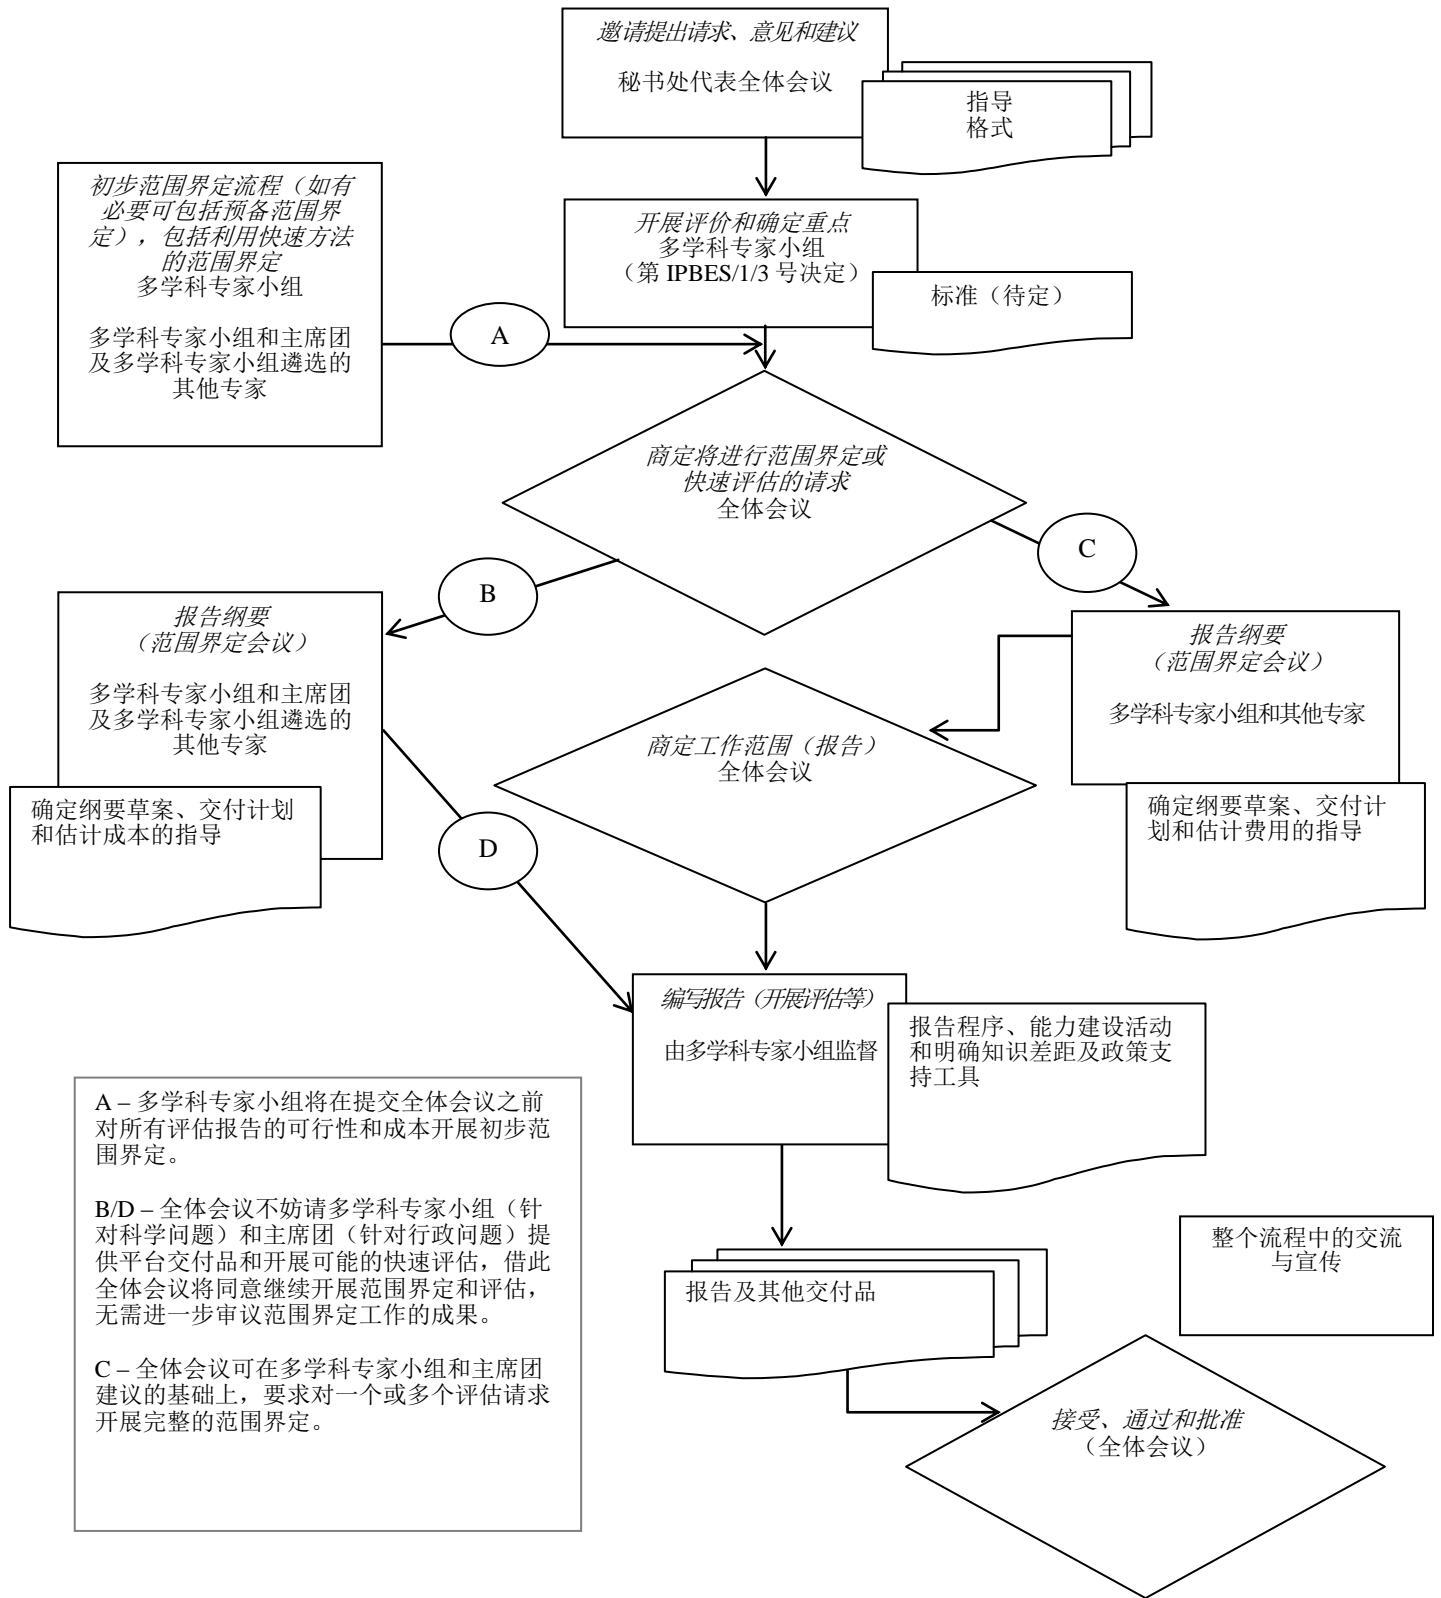 邀请提出请求、意见和建议
秘书处代表全体会议
指导
格式
初步范围界定流程（如有
必要可包括预备范围界
定），包括利用快速方法
的范围界定
多学科专家小组
多学科专家小组和主席团
及多学科专家小组遴选的
其他专家
开展评价和确定重点
多学科专家小组
（第 IPBES/1/3 号决定）
标准（待定）
A
商定将进行范围界定或
快速评估的请求
全体会议
B
C
报告纲要
（范围界定会议）
多学科专家小组和主席团
及多学科专家小组遴选的
其他专家
确定纲要草案、交付计划
和估计成本的指导
报告纲要
（范围界定会议）
多学科专家小组和其他专家
确定纲要草案、交付计
划和估计费用的指导
商定工作范围（报告）
全体会议
D
编写报告（开展评估等）
由多学科专家小组监督
报告程序、能力建设活动
和明确知识差距及政策支
持工具
A – 多学科专家小组将在提交全体会议之前
对所有评估报告的可行性和成本开展初步范
围界定。
B/D – 全体会议不妨请多学科专家小组（针
对科学问题）和主席团（针对行政问题）提
供平台交付品和开展可能的快速评估，借此
全体会议将同意继续开展范围界定和评估，
无需进一步审议范围界定工作的成果。
C – 全体会议可在多学科专家小组和主席团
建议的基础上，要求对一个或多个评估请求
开展完整的范围界定。
整个流程中的交流
与宣传
报告及其他交付品
接受、通过和批准
（全体会议）